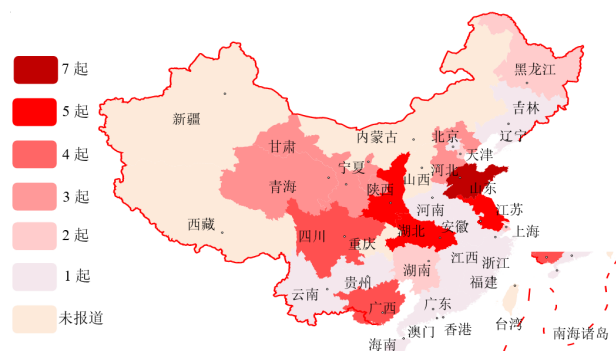 7 起
5 起
4 起
3 起
2 起
1 起
未报道
黑龙江
吉林
辽宁
新疆
内蒙古
北京
天津
甘肃
宁夏
山西
河北
青海
陕西
山东
河南
江苏
西藏
四川
重庆
湖北
安徽
上海
湖南
江西
浙江
云南
贵州
福建
广西
广东
台湾
澳门
香港
海南
南海诸岛